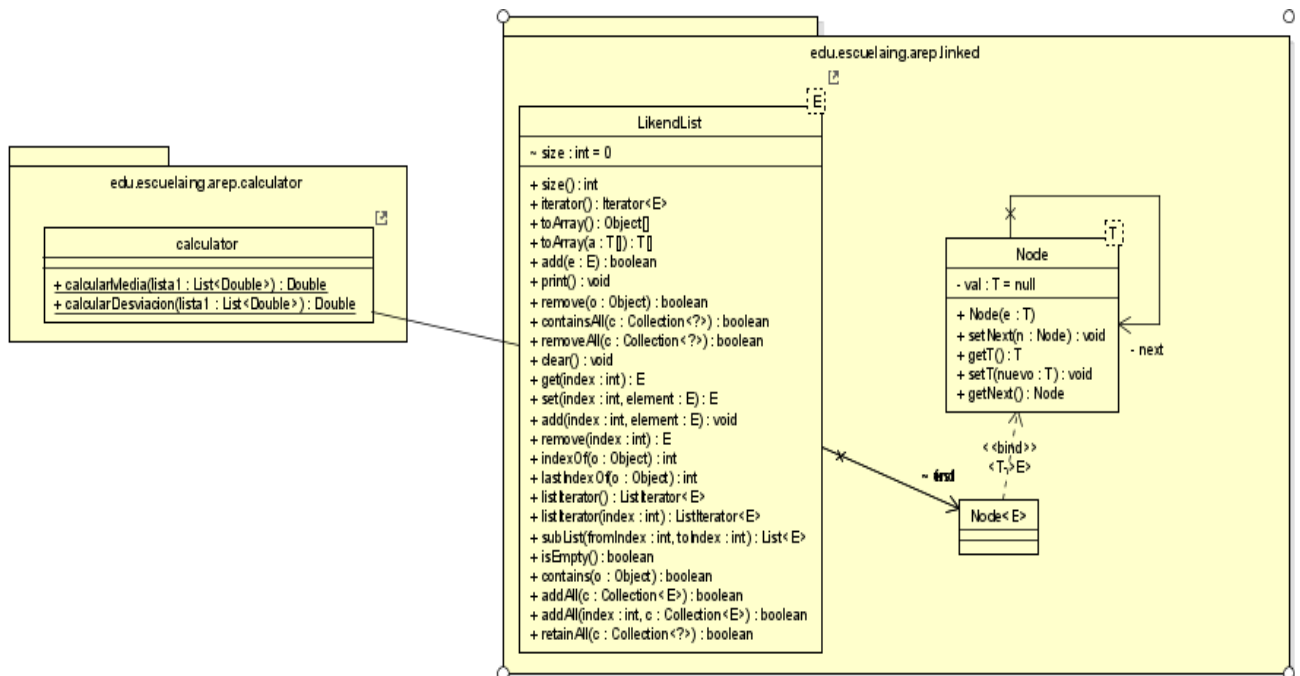 edu.escuelaing.arep.calculator
calculator
+ calcularMedia(lista1 : List<Double>) : Double
+ calcularDesviacion(lista1 : List<Double>) : Double
edu.escuelaing.arep.linked
E
LikendList
~ size : int = 0
+ size() : int
+ iterator() : Iterator<E>
+ toArray() : Object[]
+ toArray(a : T[]) : T[]
+ add(e : E) : boolean
+ print() : void
+ remove(o : Object) : boolean
+ containsAll(c : Collection<?>) : boolean
+ removeAll(c : Collection<?>) : boolean
+ clear() : void
+ get(index : int) : E
+ set(index : int, element : E) : E
+ add(index : int, element : E) : void
+ remove(index : int) : E
+ indexOf(o : Object) : int
+ lastIndexOf(o : Object) : int
+ listIterator() : ListIterator<E>
+ listIterator(index : int) : ListIterator<E>
+ subList(fromIndex : int, toIndex : int) : List<E>
+ isEmpty() : boolean
+ contains(o : Object) : boolean
+ addAll(c : Collection<E>) : boolean
+ addAll(index : int, c : Collection<E>) : boolean
+ retainAll(c : Collection<?>) : boolean
T
Node
- val : T = null
+ Node(e : T)
+ setNext(n : Node) : void
+ getT() : T
+ setT(nuevo : T) : void
+ getNext() : Node
- next
<<bind>>
<T->E>
~
Node<E>